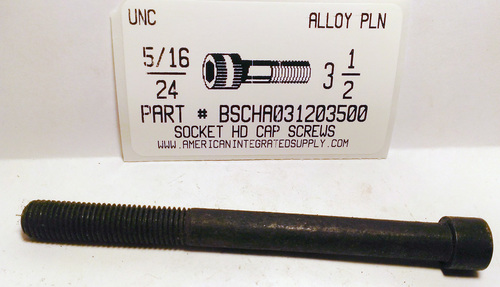 UNC ALLOY PLN
5/16
24
3 1/2
PART # BSCHA031203500
SOCKET HD CAP SCREWS
WWW.AMERICANINTEGRATEDSUPPLY.COM